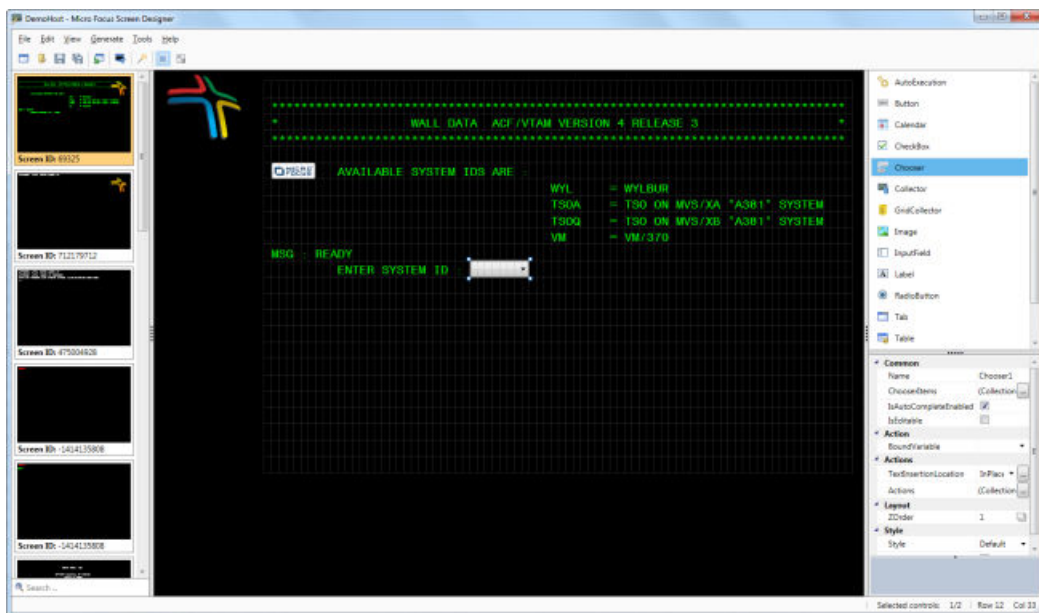 DemoHost - Micro Focus Screen Designer
File Edit View Generate Tools Help
Screen ID: 69325
Screen ID: 712179712
Screen ID: 475004928
Screen ID: -1414135808
Screen ID: -1414135808
Search...
WALL DATA ACF/VTAM VERSION 4 RELEASE 3
AVAILABLE SYSTEM IDS ARE :
WYL = WYLBUR
TSOA = TSO ON MVS/XA "A381" SYSTEM
TSOQ = TSO ON MVS/XB "A381" SYSTEM
VM = VM/370
MSG : READY
ENTER SYSTEM ID :
AutoExecution
Button
Calendar
CheckBox
Chooser
Collector
GridCollector
Image
InputField
Label
RadioButton
Tab
Table
Common
Name Chooser1
ChooserItems (Collection
IsAutoCompleteEnabled
IsEditable
Action
BoundVariable
Actions
TextInsertionLocation InPlace
Actions (Collection
Layout
ZOrder 1
Style
Style Default
Selected controls: 1/2 Row 12 Col 33